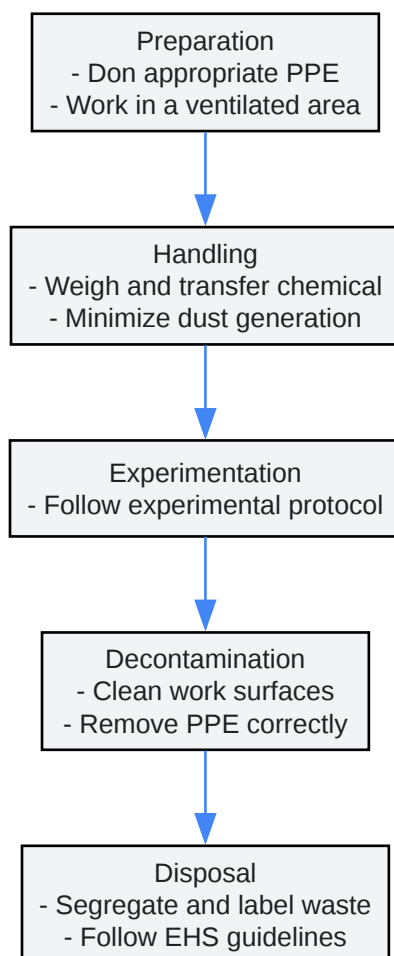 Preparation
- Don appropriate PPE
- Work in a ventilated area
Handling
- Weigh and transfer chemical
- Minimize dust generation
Experimentation
- Follow experimental protocol
Decontamination
- Clean work surfaces
- Remove PPE correctly
Disposal
- Segregate and label waste
- Follow EHS guidelines